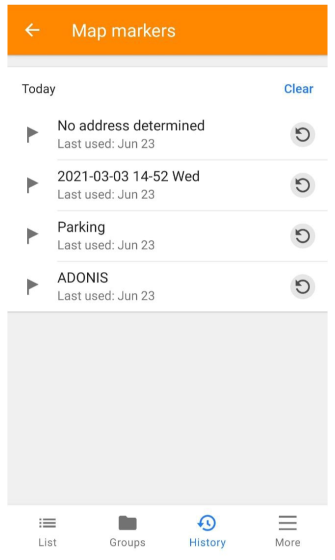 Map markers
Today Clear
No address determined
Last used: Jun 23
2021-03-03 14-52 Wed
Last used: Jun 23
Parking
Last used: Jun 23
ADONIS
Last used: Jun 23
List Groups History More